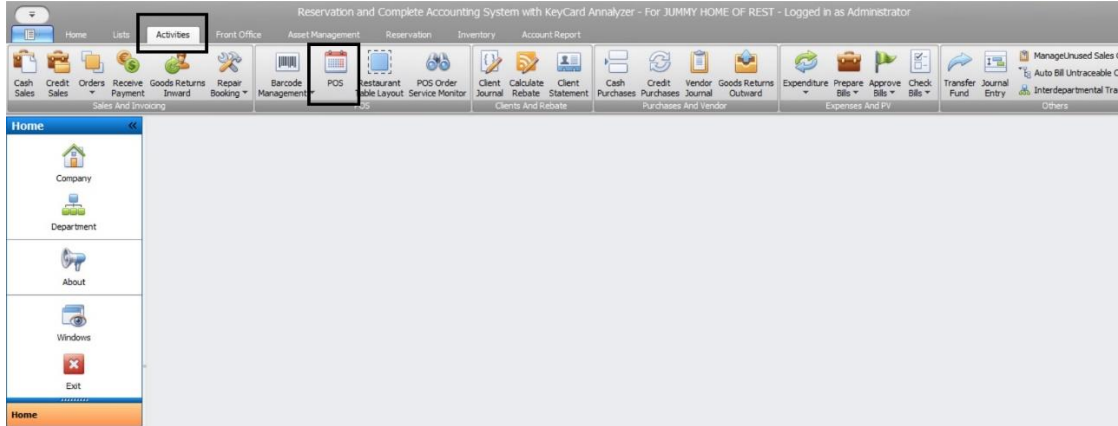 Reservation and Complete Accounting System with KeyCard Annalyzer - For JUMMY HOME OF REST - Logged in as Administrator
Home Lists Activities Front Office Asset Management Reservation Inventory Account Report
Cash Sales
Credit Sales
Orders
Receive Payment
Goods Returns Inward
Repair Booking
Barcode Management
POS
Restaurant Table Layout
POS Order Service Monitor
Client Journal
Calculate Rebate
Client Statement
Cash Purchases
Credit Purchases
Vendor Journal
Goods Returns Outward
Expenditure
Prepare Bills
Approve Bills
Check Bills
Transfer Fund
Journal Entry
ManageUnused Sales
Auto Bill Untraceable
Interdepartmental Tra
Sales And Invoicing
POS
Clients And Rebate
Purchases And Vendor
Expenses And PV
Others
Home
Company
Department
About
Windows
Exit
Home